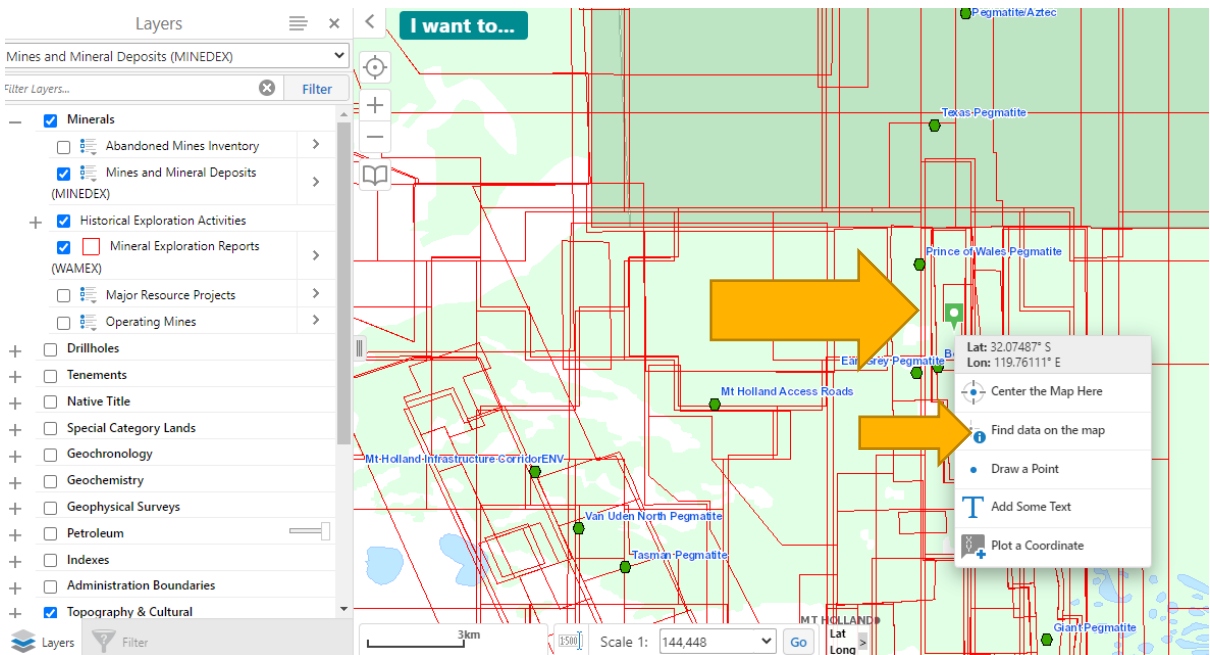 Layers
Mines and Mineral Deposits (MINEDEX)
Filter Layers...
Filter
Minerals
Abandoned Mines Inventory
Mines and Mineral Deposits
(MINEDEX)
Historical Exploration Activities
Mineral Exploration Reports
(WAMEX)
Major Resource Projects
Operating Mines
Drillholes
Tenements
Native Title
Special Category Lands
Geochronology
Geochemistry
Geophysical Surveys
Petroleum
Indexes
Administration Boundaries
Topography & Cultural
Layers
Filter
I want to...
Pegmatite/Aztec
Texas Pegmatite
Prince of Wales Pegmatite
Earl Grey Pegmatite
Mt Holland Access Roads
Mt Holland Infrastructure CorridorENV
Van Uden North Pegmatite
Tasman Pegmatite
MT HOLLAND
Giant Pegmatite
Lat: 32.07487° S
Lon: 119.76111° E
Center the Map Here
Find data on the map
Draw a Point
Add Some Text
Plot a Coordinate
3km
1:500
Scale 1:
144,448
Go
Lat
Long